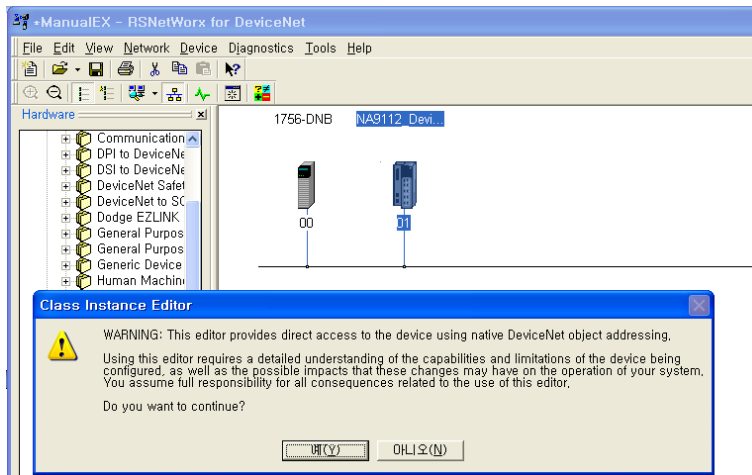 *ManualEX - RSNetWorx for DeviceNet
File Edit View Network Device Diagnostics Tools Help
Hardware
1756-DNB NA9112_Devi...
Communication
DPI to DeviceNe
DSI to DeviceNe
DeviceNet Safet
DeviceNet to SC
Dodge EZLINK
General Purpos
General Purpos
Generic Device
Human Machin
00
01
Class Instance Editor
WARNING: This editor provides direct access to the device using native DeviceNet object addressing.
Using this editor requires a detailed understanding of the capabilities and limitations of the device being
configured, as well as the possible impacts that these changes may have on the operation of your system.
You assume full responsibility for all consequences related to the use of this editor.
Do you want to continue?
예(Y) 아니오(N)